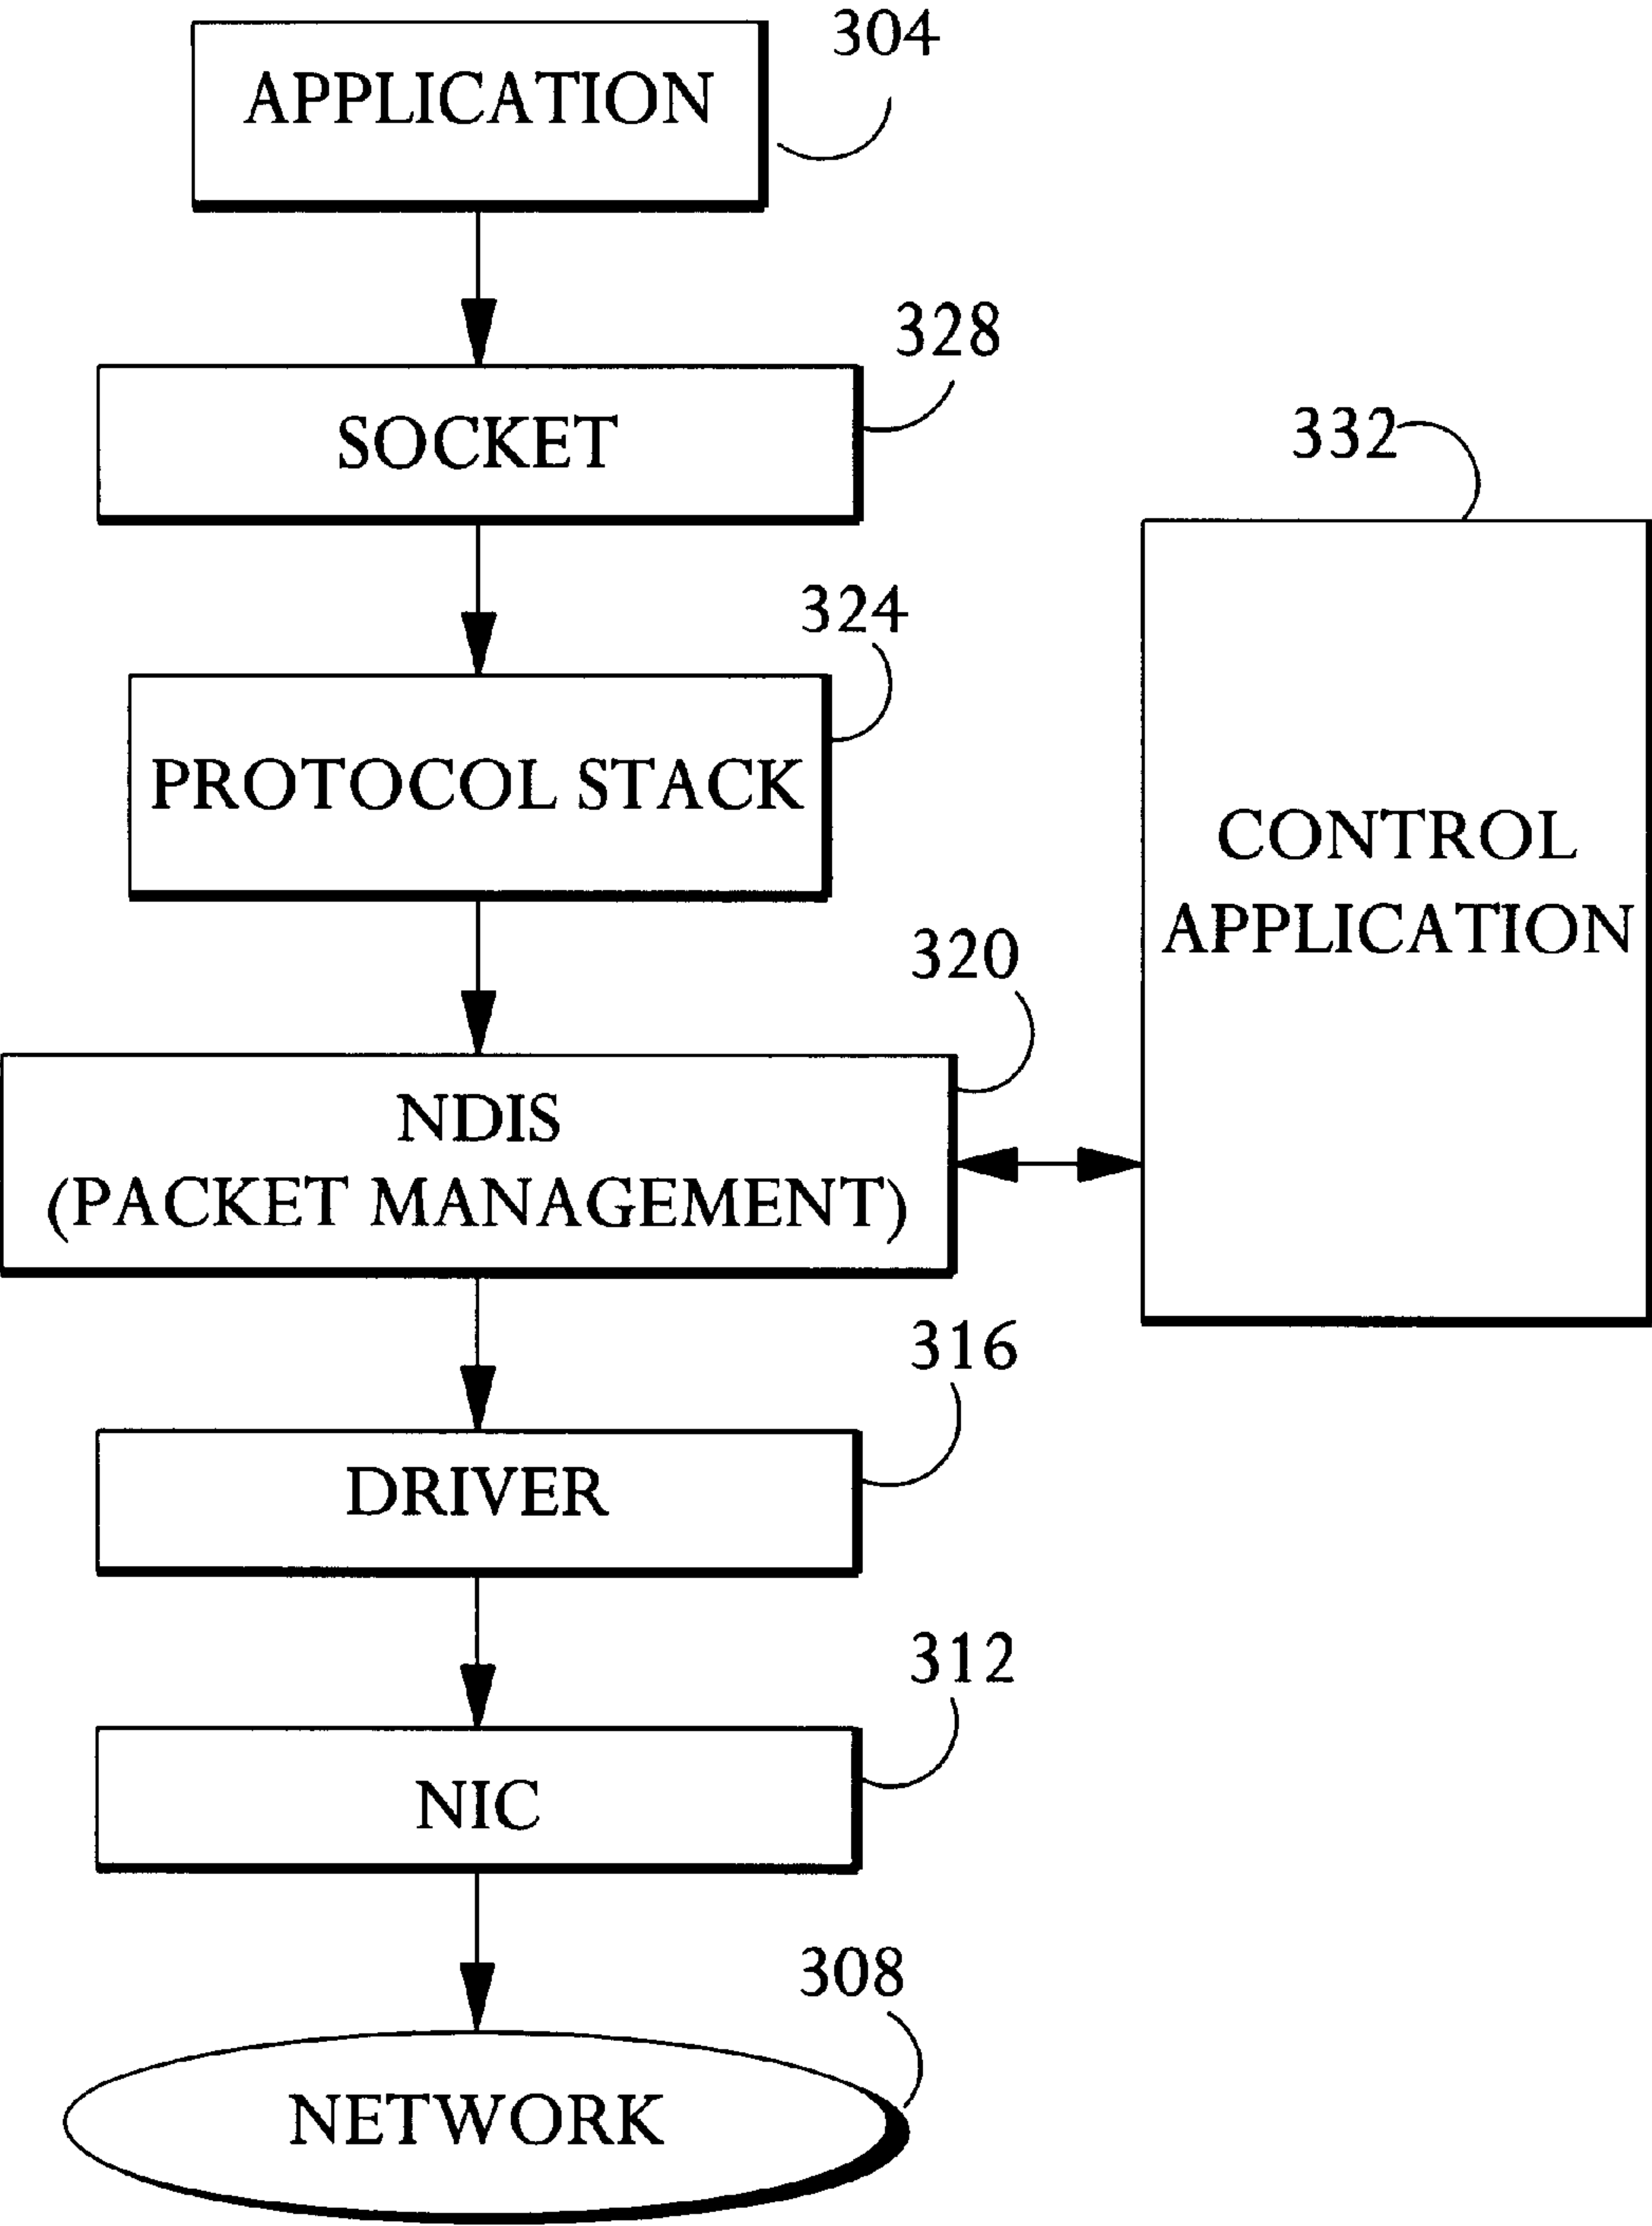 304
APPLICATION
328
SOCKET
332
324
PROTOCOL STACK
CONTROL
APPLICATION
320
NDIS
(PACKET MANAGEMENT)
316
DRIVER
312
NIC
308
NETWORK